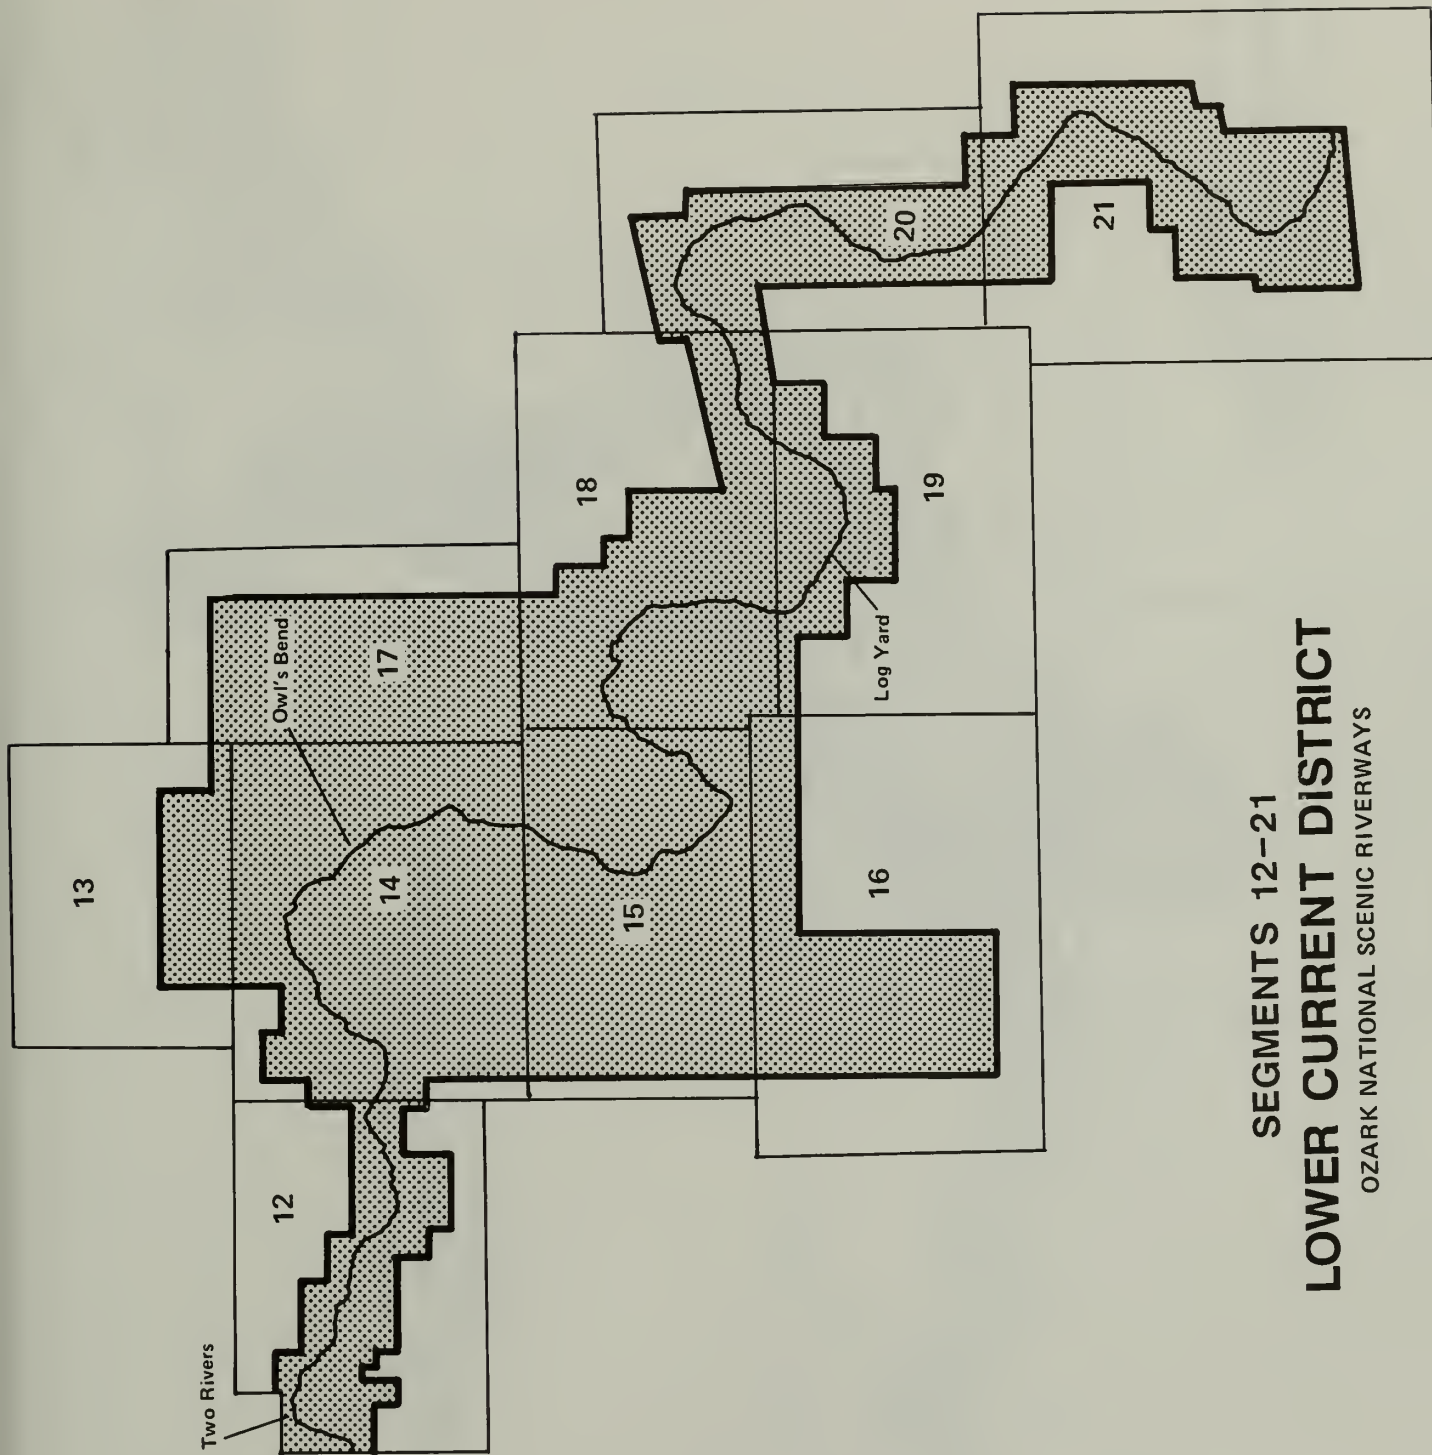 Two Rivers
12
13
14
Owl's Bend
15
16
17
18
Log Yard
19
20
21
SEGMENTS 12-21
LOWER CURRENT DISTRICT
OZARK NATIONAL SCENIC RIVERWAYS